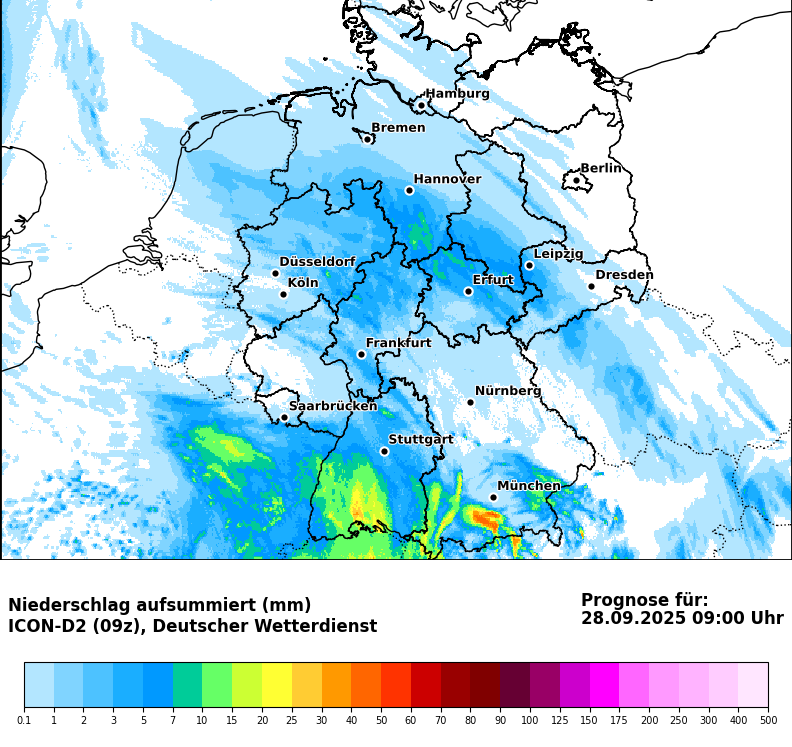 Hamburg
Bremen
Berlin
Hannover
Leipzig
Düsseldorf
Dresden
Köln
Erfurt
Frankfurt
Nürnberg
Saarbrücken
Stuttgart
München
Niederschlag aufsummiert (mm)
ICON-D2 (09z), Deutscher Wetterdienst
Prognose für:
28.09.2025 09:00 Uhr
0.1 1 2 3 5 7 10 15 20 25 30 40 50 60 70 80 90 100 125 150 175 200 250 300 400 500